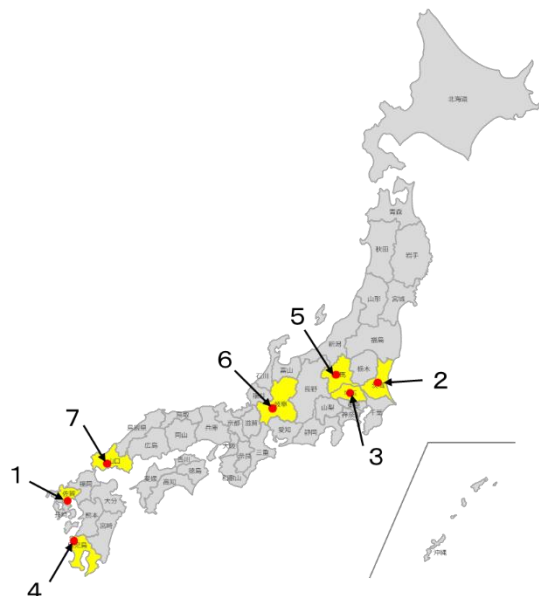 北海道
青森
秋田
岩手
山形
宮城
5
新潟
福島
6
石川
富山
栃木
2
7
長野
岐阜
山梨
千葉
鳥取
兵庫
京都
滋賀
愛知
静岡
3
島根
広島
岡山
大阪
三重
1
山口
香川
奈良
福岡
愛媛
徳島
和歌山
佐賀
大分
高知
長崎
熊本
宮崎
4
沖縄